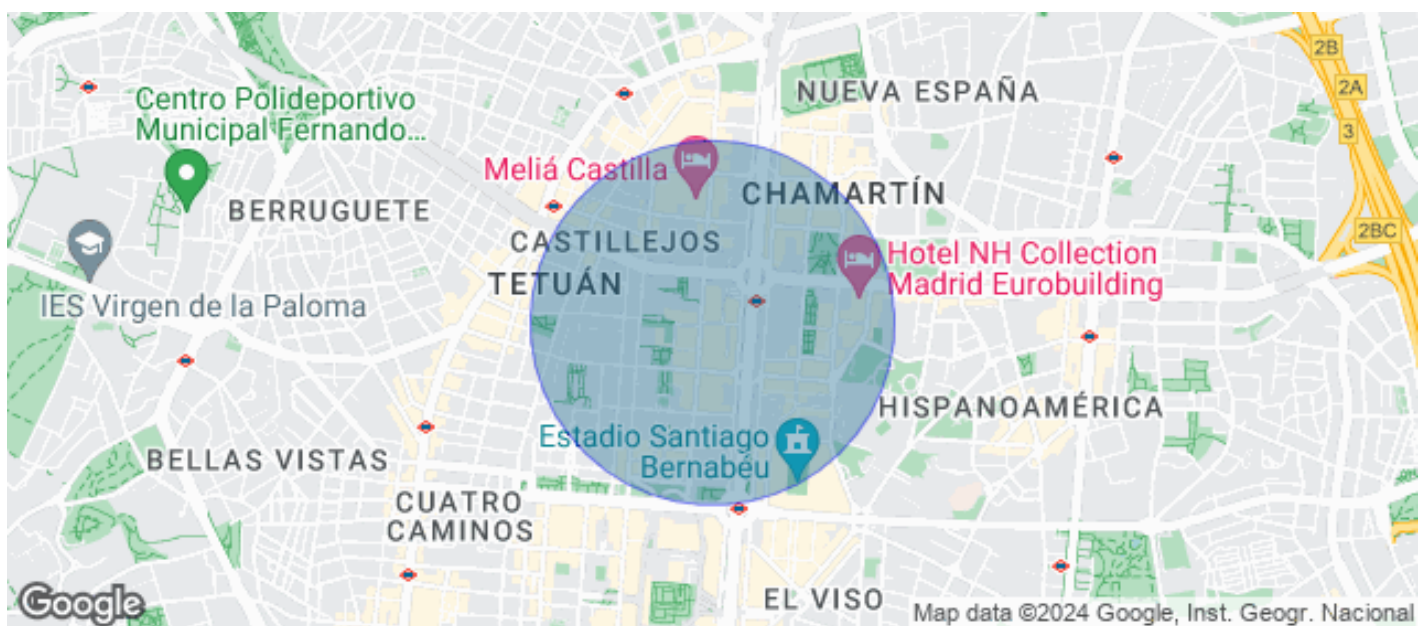 2B
2A
3
2BC
NUEVA ESPAÑA
Centro Polideportivo
Municipal Fernando...
Meliá Castilla
CHAMARTÍN
BERRUGUETE
CASTILLEJOS
Hotel NH Collection
Madrid Eurobuilding
TETUÁN
IES Virgen de la Paloma
HISPANOAMÉRICA
Estadio Santiago
Bernabéu
BELLAS VISTAS
CUATRO
CAMINOS
EL VISO
Google
Map data ©2024 Google, Inst. Geogr. Nacional